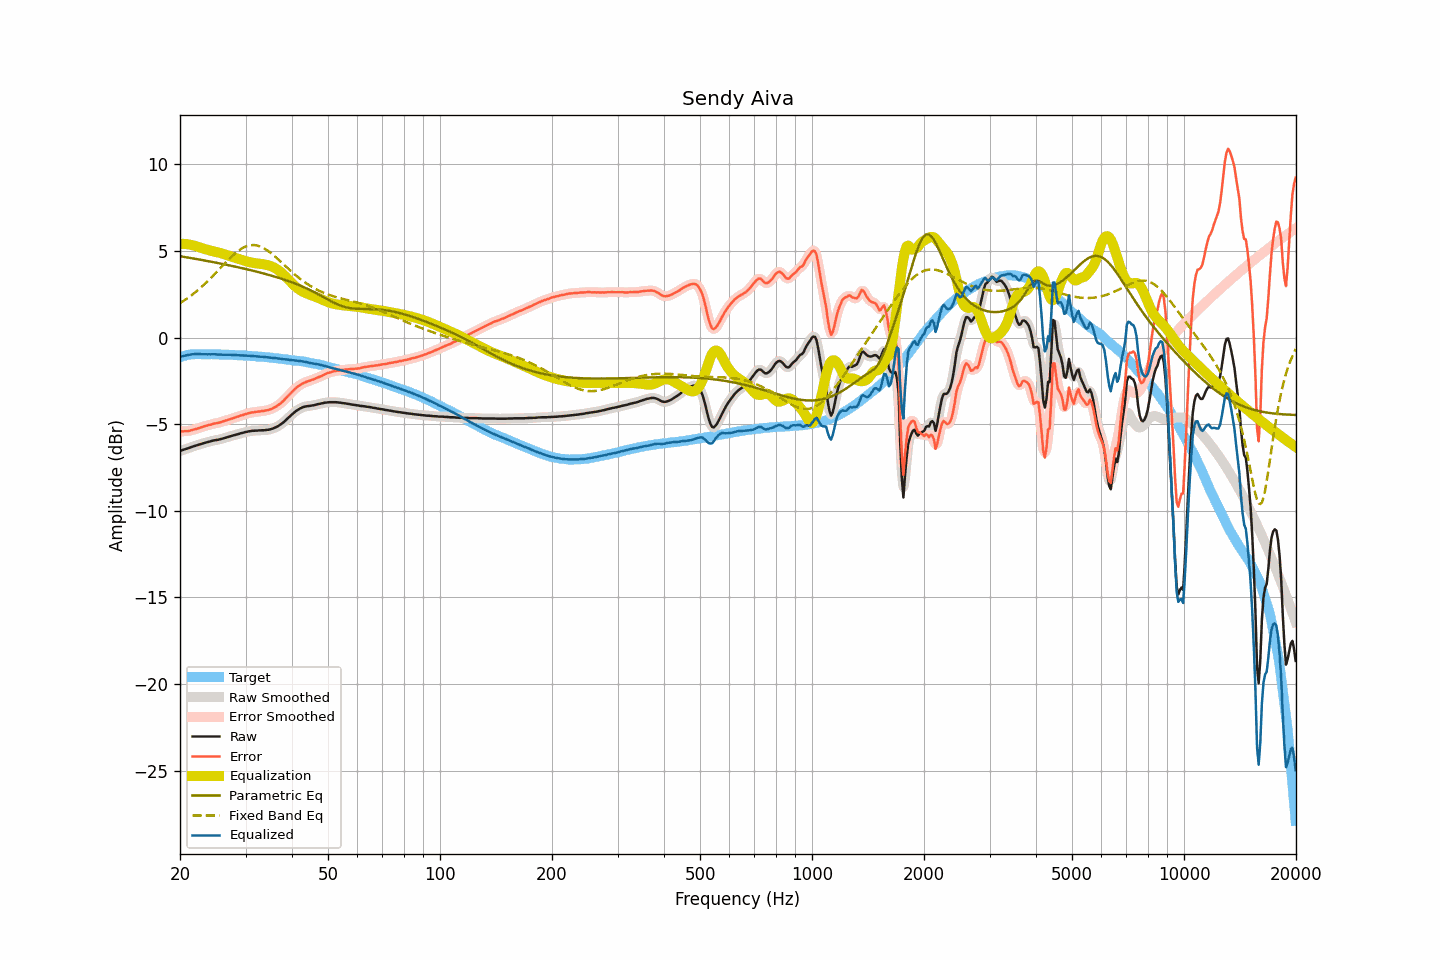 Sendy Aiva
10
5
0
−5
−10
−15
−20
−25
Amplitude (dBr)
Target
Raw Smoothed
Error Smoothed
Raw
Error
Equalization
Parametric Eq
Fixed Band Eq
Equalized
20 50 100 200 500 1000 2000 5000 10000 20000
Frequency (Hz)